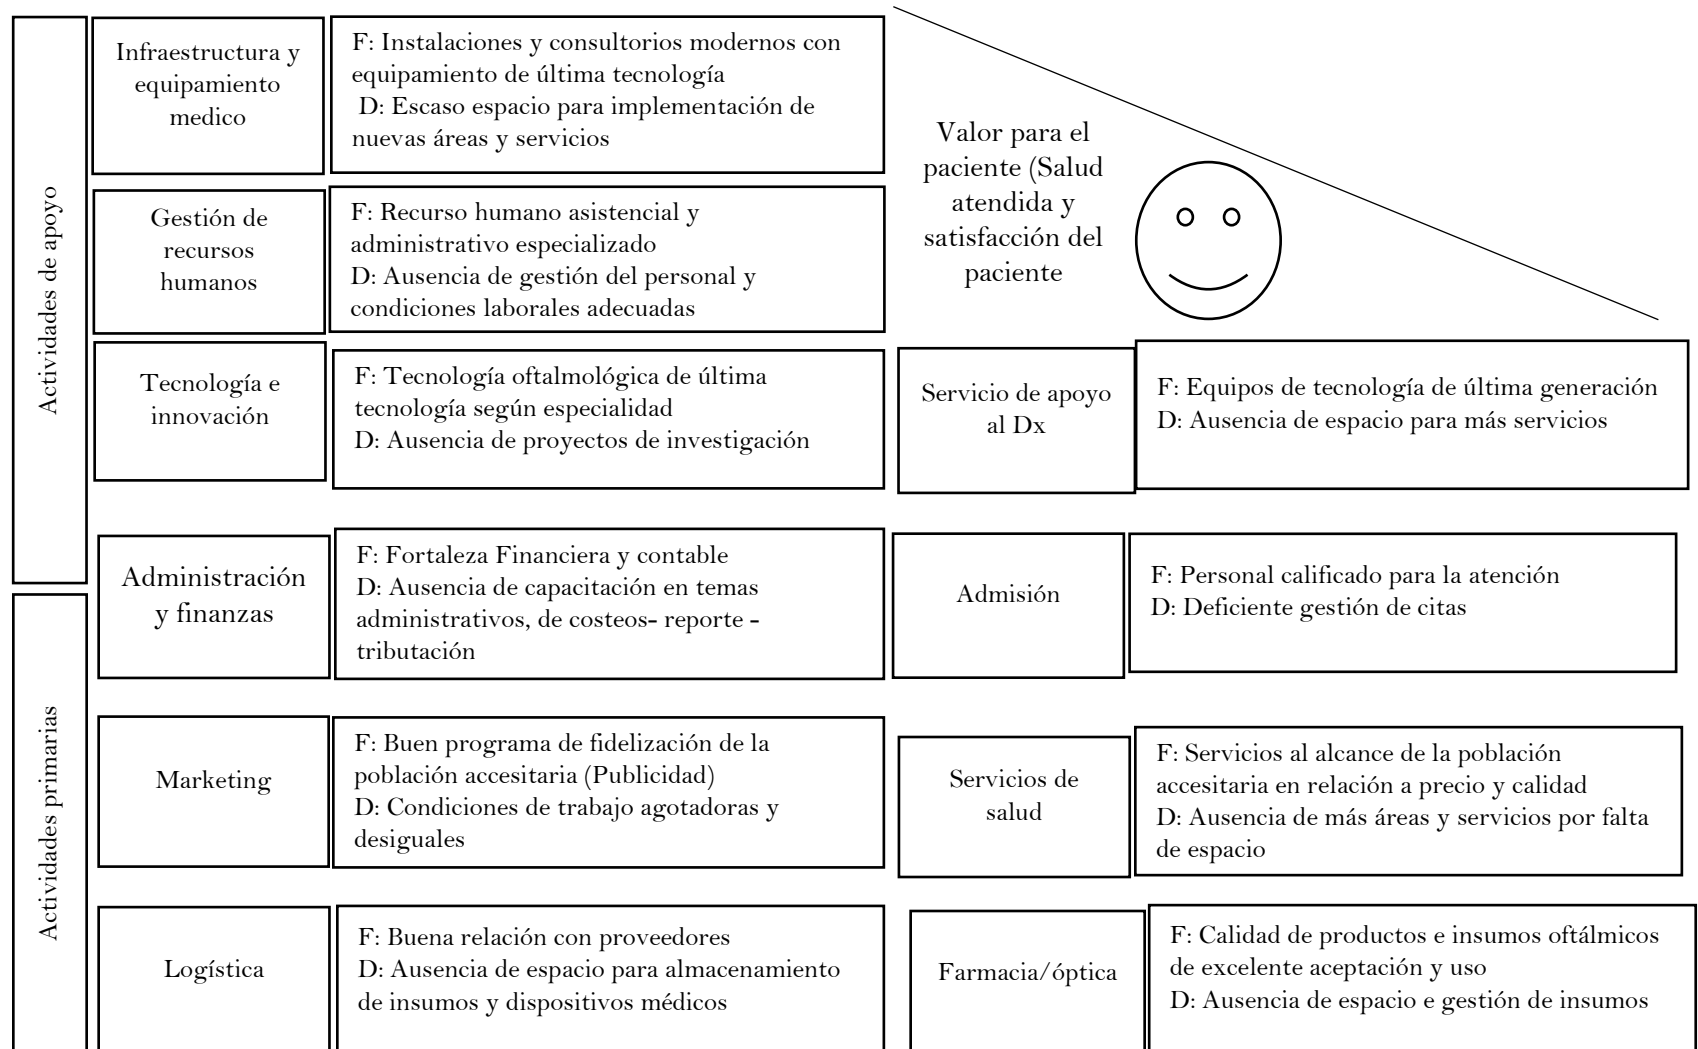 Actividades de apoyo
Infraestructura y
equipamiento
medico
F: Instalaciones y consultorios modernos con
equipamiento de última tecnología
D: Escaso espacio para implementación de
nuevas áreas y servicios
Gestión de
recursos
humanos
F: Recurso humano asistencial y
administrativo especializado
D: Ausencia de gestión del personal y
condiciones laborales adecuadas
Tecnología e
innovación
F: Tecnología oftalmológica de última
tecnología según especialidad
D: Ausencia de proyectos de investigación
Valor para el
paciente (Salud
atendida y
satisfacción del
paciente
Servicio de apoyo
al Dx
F: Equipos de tecnología de última generación
D: Ausencia de espacio para más servicios
Actividades primarias
Administración
y finanzas
F: Fortaleza Financiera y contable
D: Ausencia de capacitación en temas
administrativos, de costeos- reporte -
tributación
Admisión
F: Personal calificado para la atención
D: Deficiente gestión de citas
Marketing
F: Buen programa de fidelización de la
población accesitaria (Publicidad)
D: Condiciones de trabajo agotadoras y
desiguales
Servicios de
salud
F: Servicios al alcance de la población
accesitaria en relación a precio y calidad
D: Ausencia de más áreas y servicios por falta
de espacio
Logística
F: Buena relación con proveedores
D: Ausencia de espacio para almacenamiento
de insumos y dispositivos médicos
Farmacia/óptica
F: Calidad de productos e insumos oftálmicos
de excelente aceptación y uso
D: Ausencia de espacio e gestión de insumos